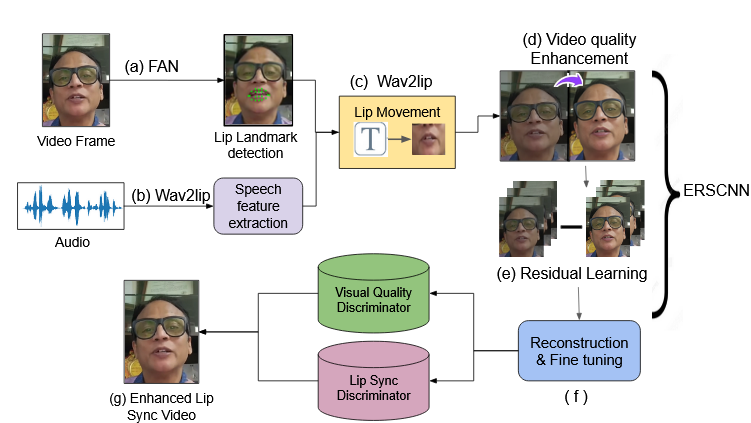 (a) FAN
Video Frame
Lip Landmark
detection
(b) Wav2lip
Audio
Speech
feature
extraction
(c) Wav2lip
Lip Movement
T
(d) Video quality
Enhancement
ERSCNN
(e) Residual Learning
Reconstruction
& Fine tuning
( f )
Visual Quality
Discriminator
Lip Sync
Discriminator
(g) Enhanced Lip
Sync Video